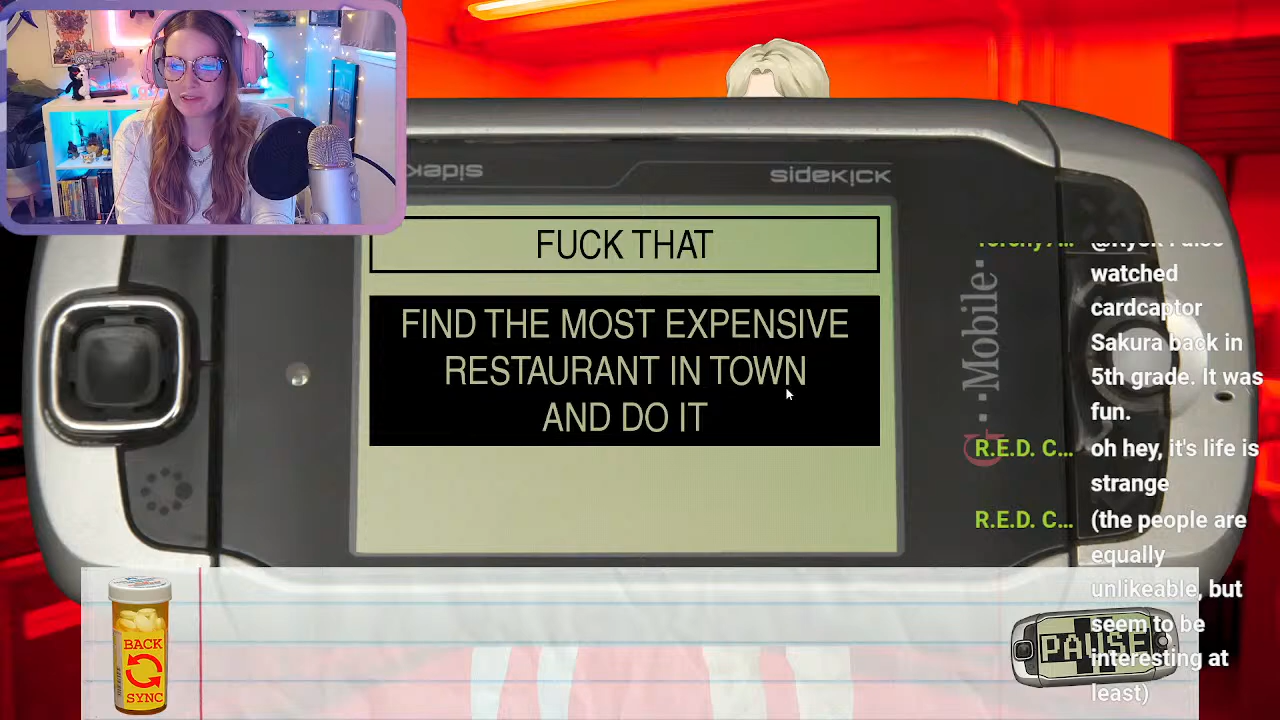 sidekick
sidekick
FUCK THAT
FIND THE MOST EXPENSIVE
RESTAURANT IN TOWN
AND DO IT
T··Mobile·
watched
cardcaptor
Sakura back in
5th grade. It was
fun.
R.E.D. C... oh hey, it's life is
strange
R.E.D. C... (the people are
equally
unlikeable, but
seem to be
interesting at
least)
BACK
SYNC
PAUSE